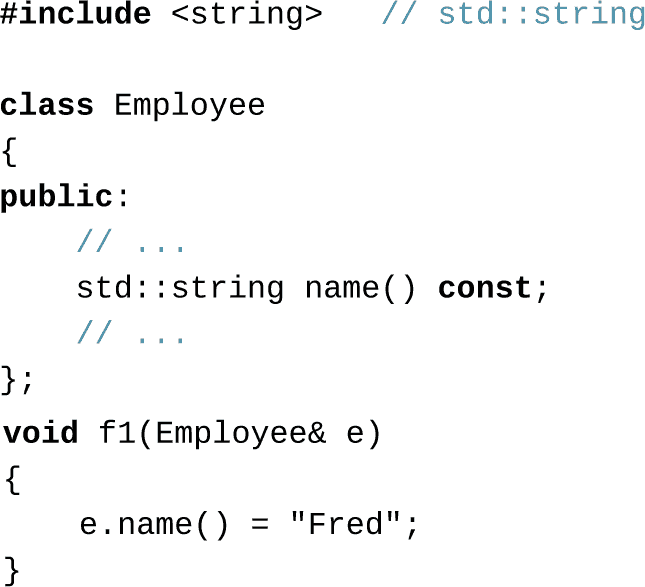 #include <string>   // std::string
class Employee
{
public:
    // ...
    std::string name() const;
    // ...
};
void f1(Employee& e)
{
    e.name() = "Fred";
}